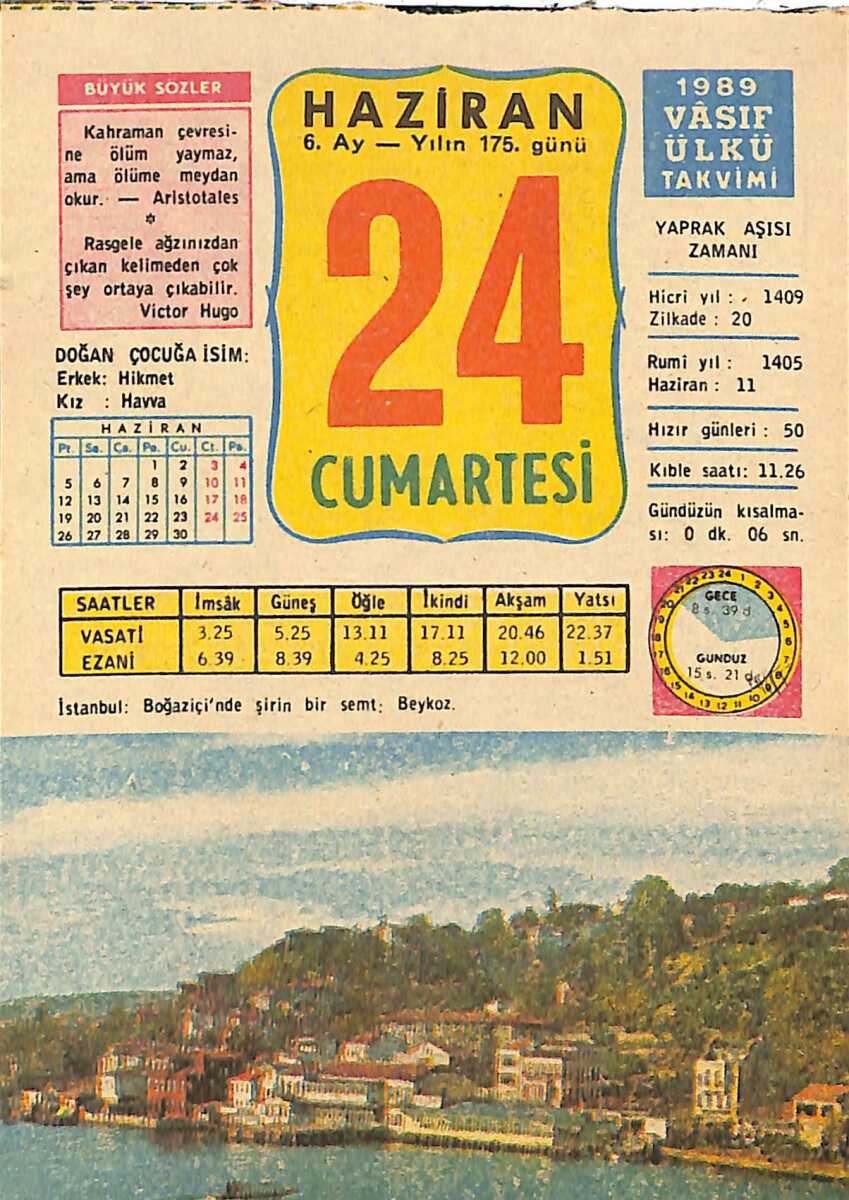 BÜYÜK SÖZLER
Kahraman çevresi-
ne ölüm yaymaz,
ama ölüme meydan
okur. — Aristotales
*
Rasgele ağzınızdan
çıkan kelimeden çok
şey ortaya çıkabilir.
Victor Hugo
DOĞAN ÇOCUĞA İSİM:
Erkek: Hikmet
Kız : Havva
HAZİRAN
Pt. Sa. Ça. Pe. Cu. Ct. Pa.
1 2 3 4
5 6 7 8 9 10 11
12 13 14 15 16 17 18
19 20 21 22 23 24 25
26 27 28 29 30
HAZİRAN
6. Ay — Yılın 175. günü
24
CUMARTESİ
1989
VÂSIF
ÜLKÜ
TAKVİMİ
YAPRAK AŞISI
ZAMANI
Hicri yıl : 1409
Zilkade : 20
Rumî yıl : 1405
Haziran : 11
Hızır günleri : 50
Kıble saatı: 11.26
Gündüzün kısalma-
sı: 0 dk. 06 sn.
SAATLER İmsâk Güneş Öğle İkindi Akşam Yatsı
VASATİ 3.25 5.25 13.11 17.11 20.46 22.37
EZANİ 6.39 8.39 4.25 8.25 12.00 1.51
GECE
8 s. 39 d.
GÜNDÜZ
15 s. 21 d.
İstanbul: Boğaziçi'nde şirin bir semt: Beykoz.